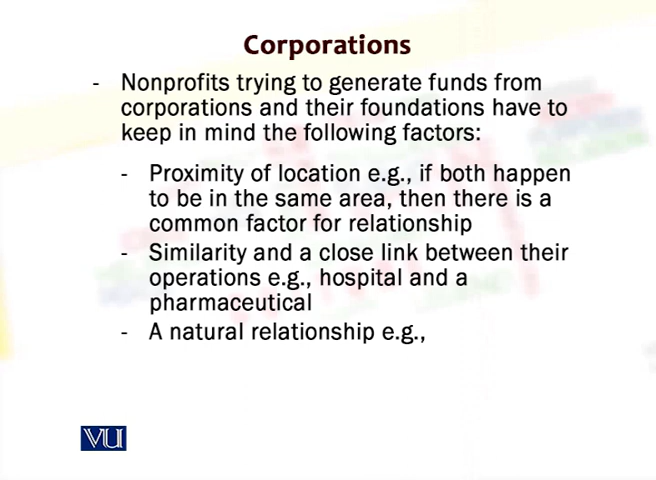 Corporations
- Nonprofits trying to generate funds from
corporations and their foundations have to
keep in mind the following factors:
- Proximity of location e.g., if both happen
to be in the same area, then there is a
common factor for relationship
- Similarity and a close link between their
operations e.g., hospital and a
pharmaceutical
- A natural relationship e.g.,
VU